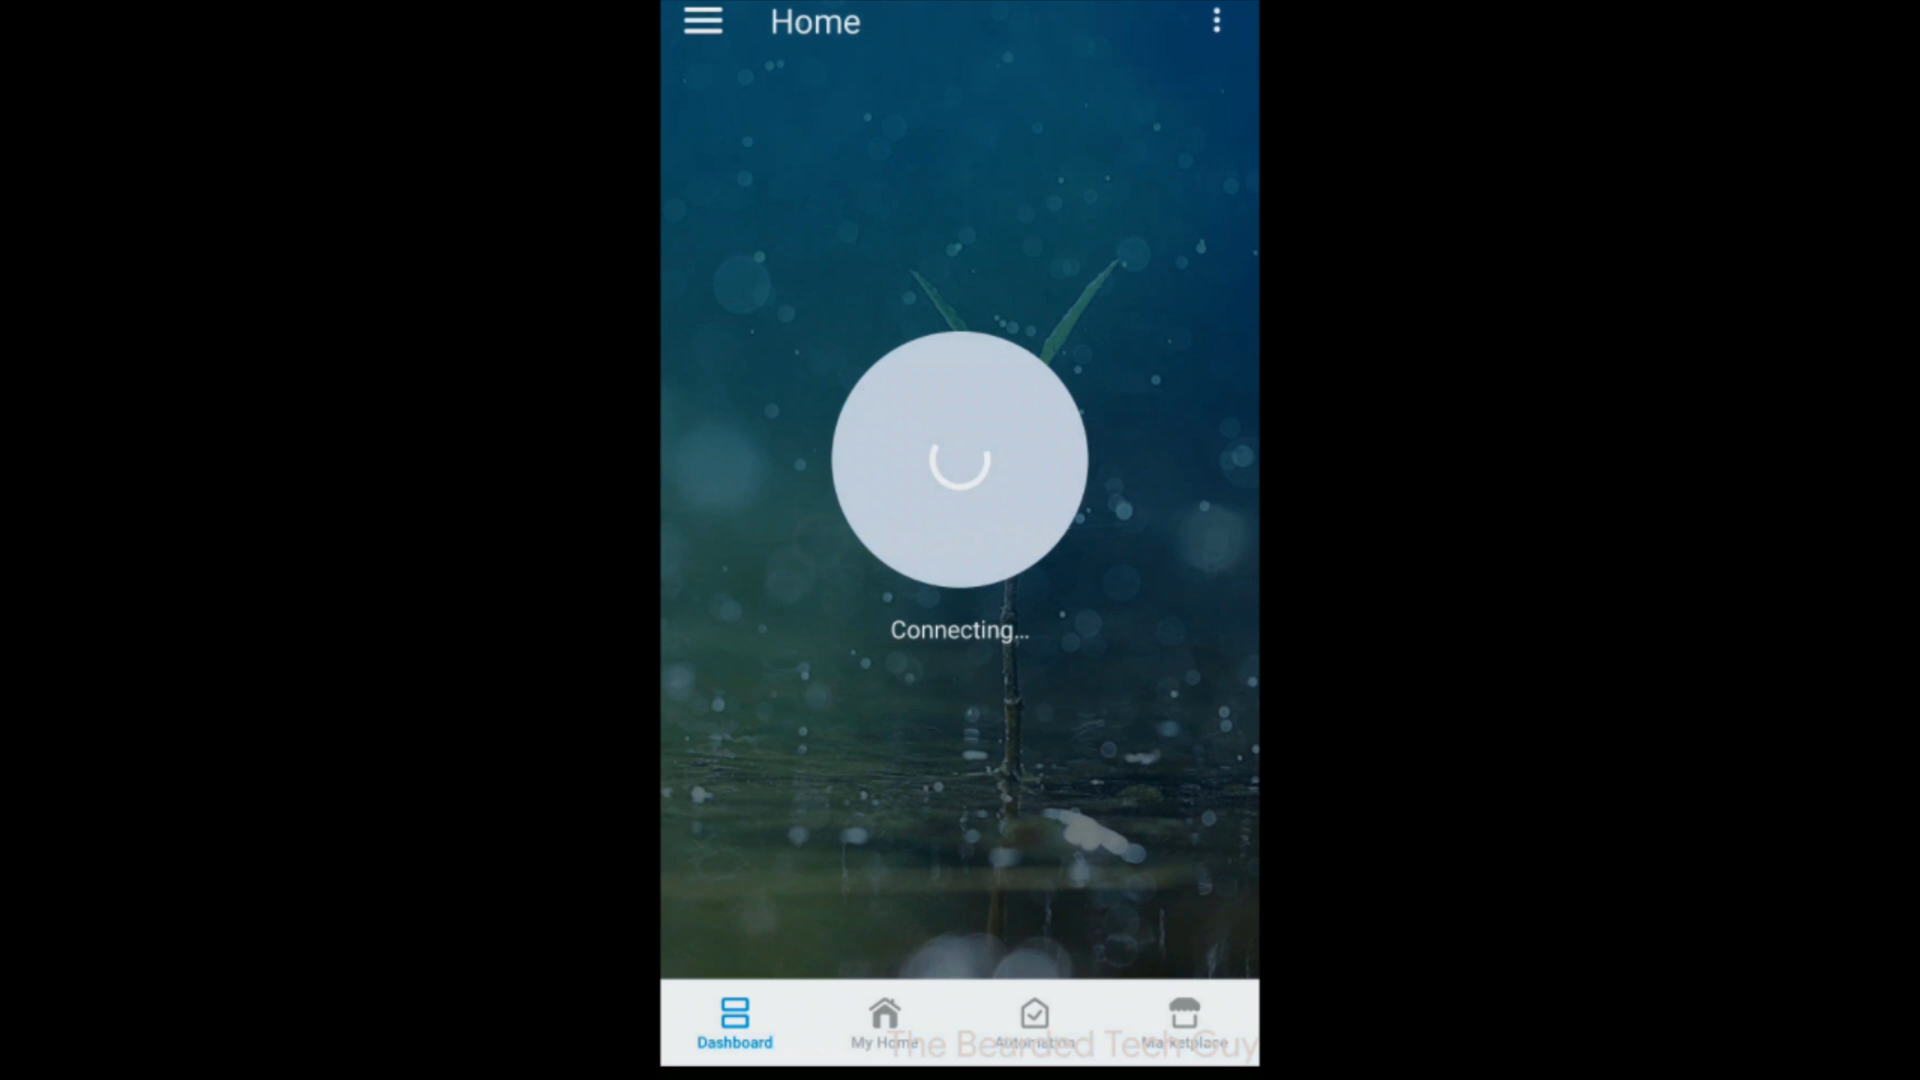 Home
Connecting...
Dashboard
My Home
Automation
Marketplace
The Bearded Tech Guy